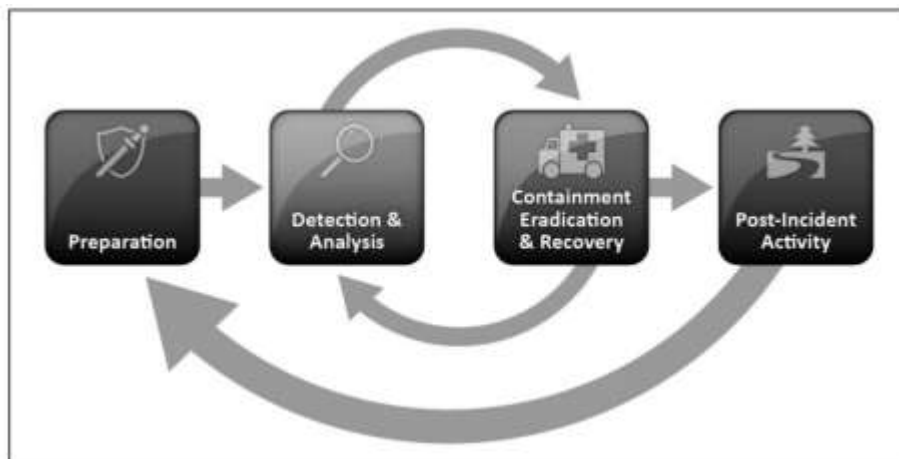 Preparation
Detection &
Analysis
Containment
Eradication
& Recovery
Post-Incident
Activity